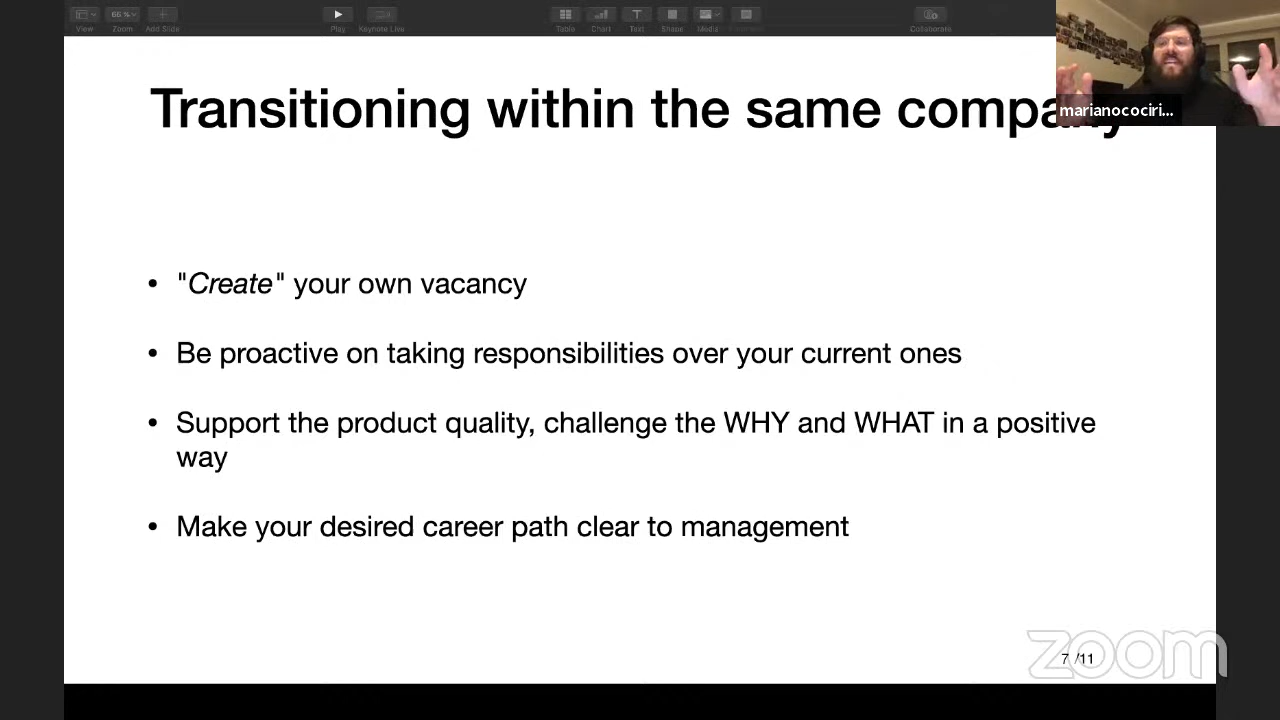 View
65 %
Zoom
Add Slide
Play
Keynote Live
Table
Chart
Text
Shape
Media
Collaborate
marianocociri...
Transitioning within the same company
• "Create" your own vacancy
• Be proactive on taking responsibilities over your current ones
• Support the product quality, challenge the WHY and WHAT in a positive
way
• Make your desired career path clear to management
7 /11
zoom